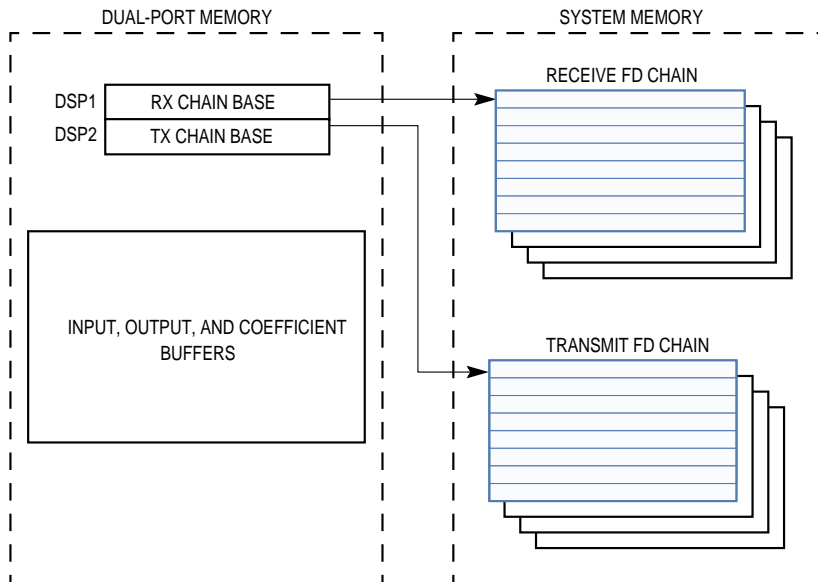 DUAL-PORT MEMORY
SYSTEM MEMORY
RECEIVE FD CHAIN
DSP1 RX CHAIN BASE
DSP2 TX CHAIN BASE
INPUT, OUTPUT, AND COEFFICIENT
BUFFERS
TRANSMIT FD CHAIN